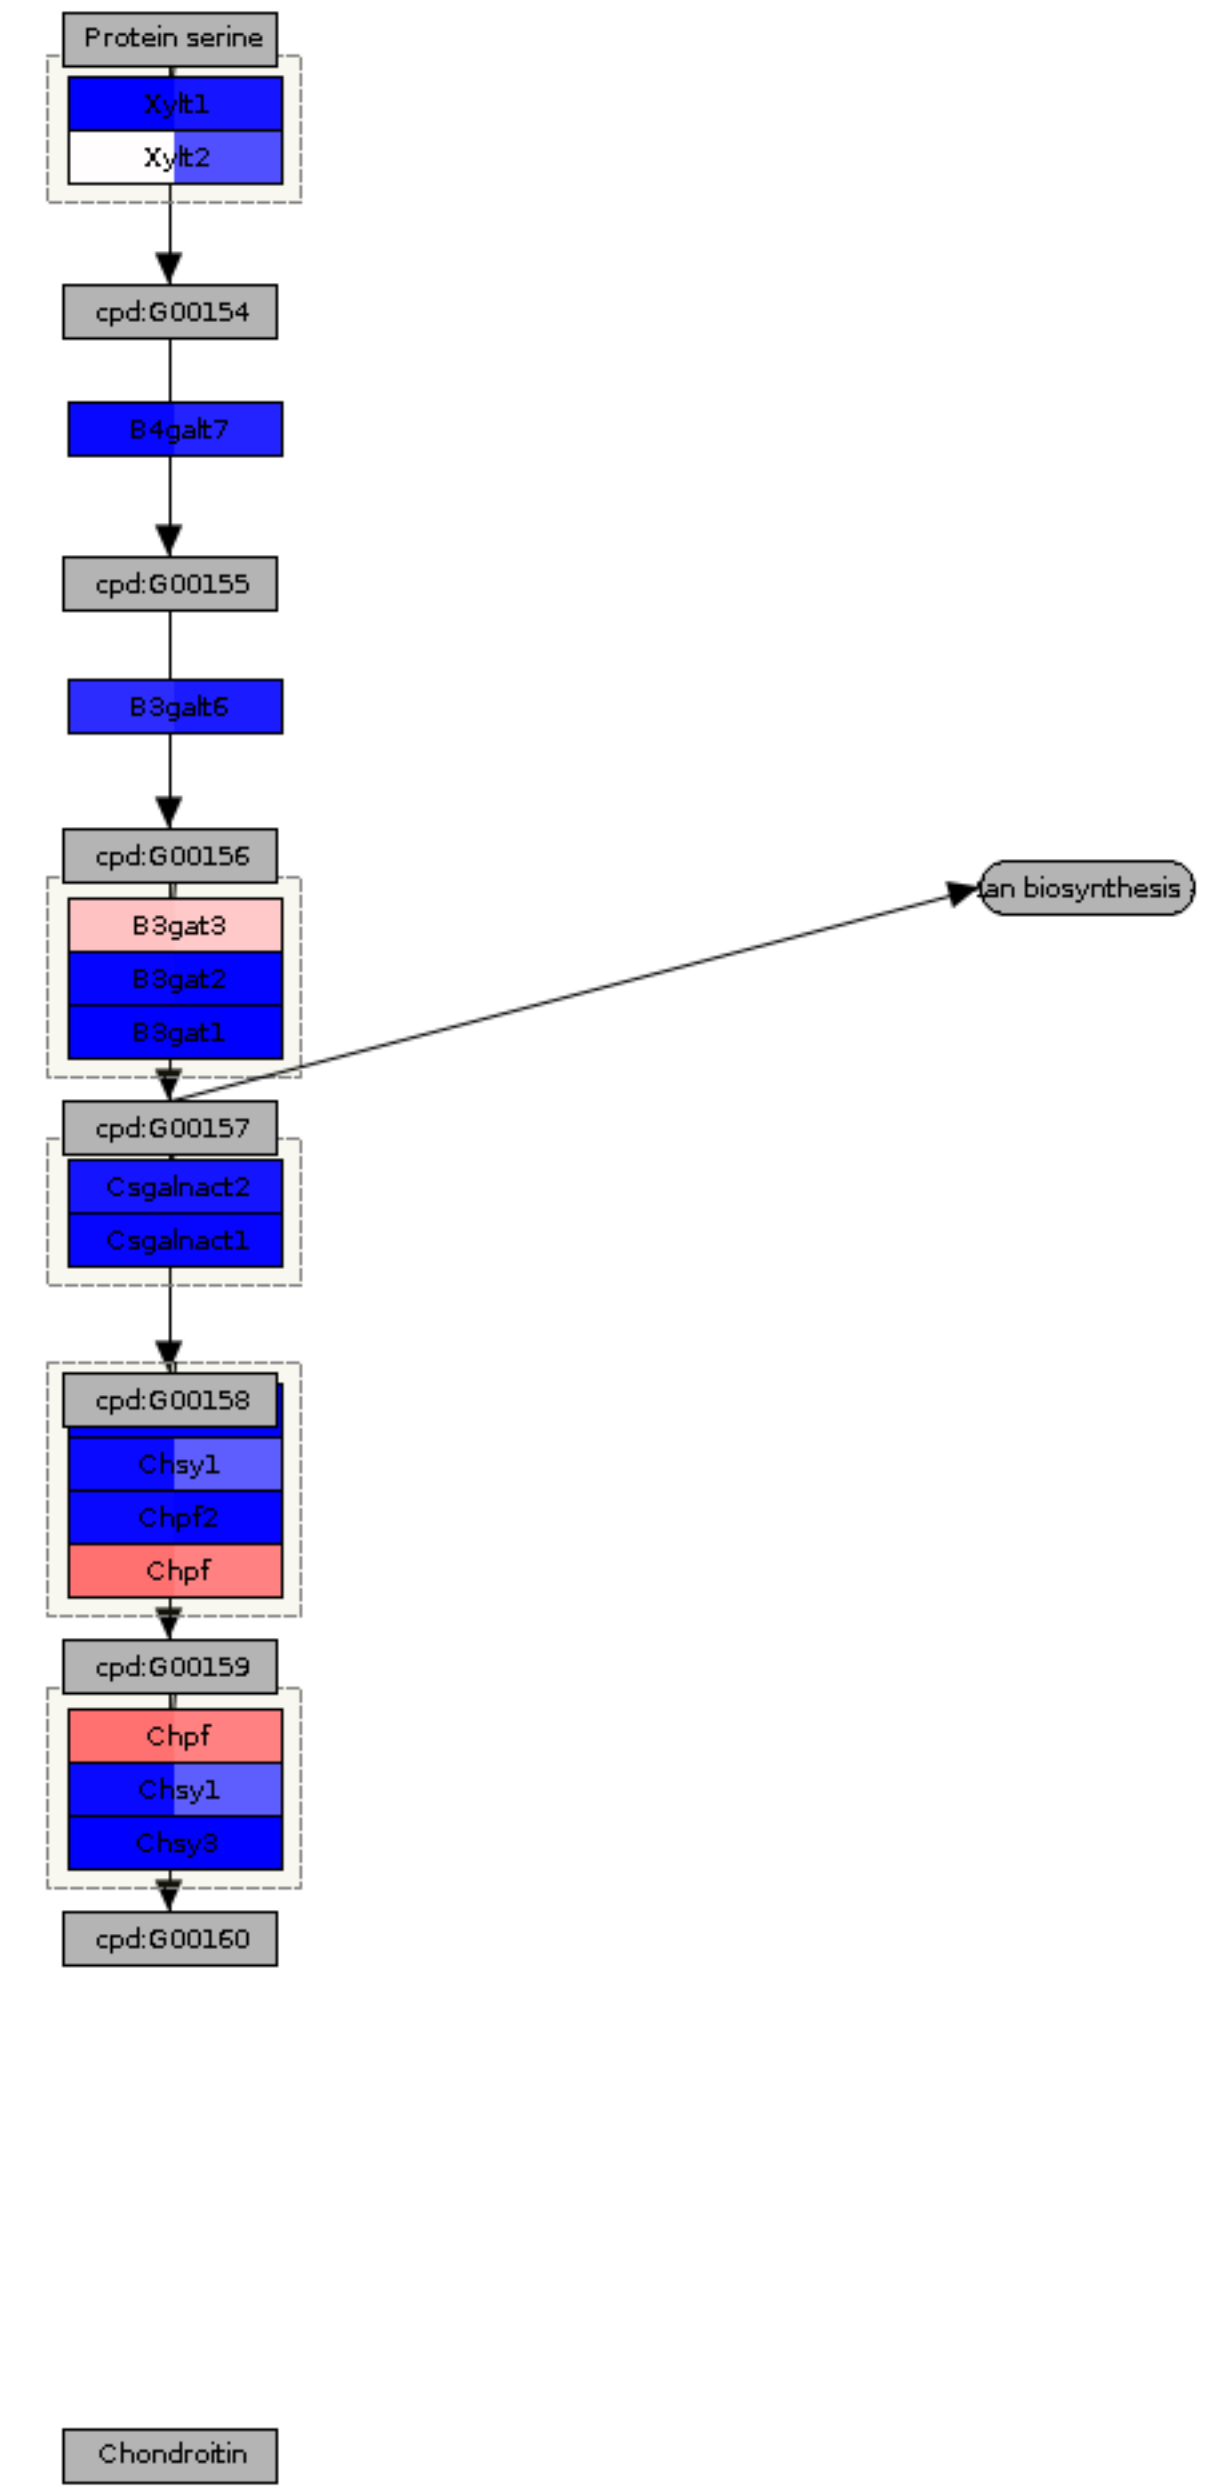 Protein serine
Xylt1
Xylt2
cpd:G00154
B4galt7
cpd:G00155
B3galt6
cpd:G00156
an biosynthesis
B3gat3
B3gat2
B3gat1
cpd:G00157
Csgalnact2
Csgalnact1
cpd:G00158
Chsy1
Chpf2
Chpf
cpd:G00159
Chpf
Chsy1
Chsy3
cpd:G00160
Chondroitin